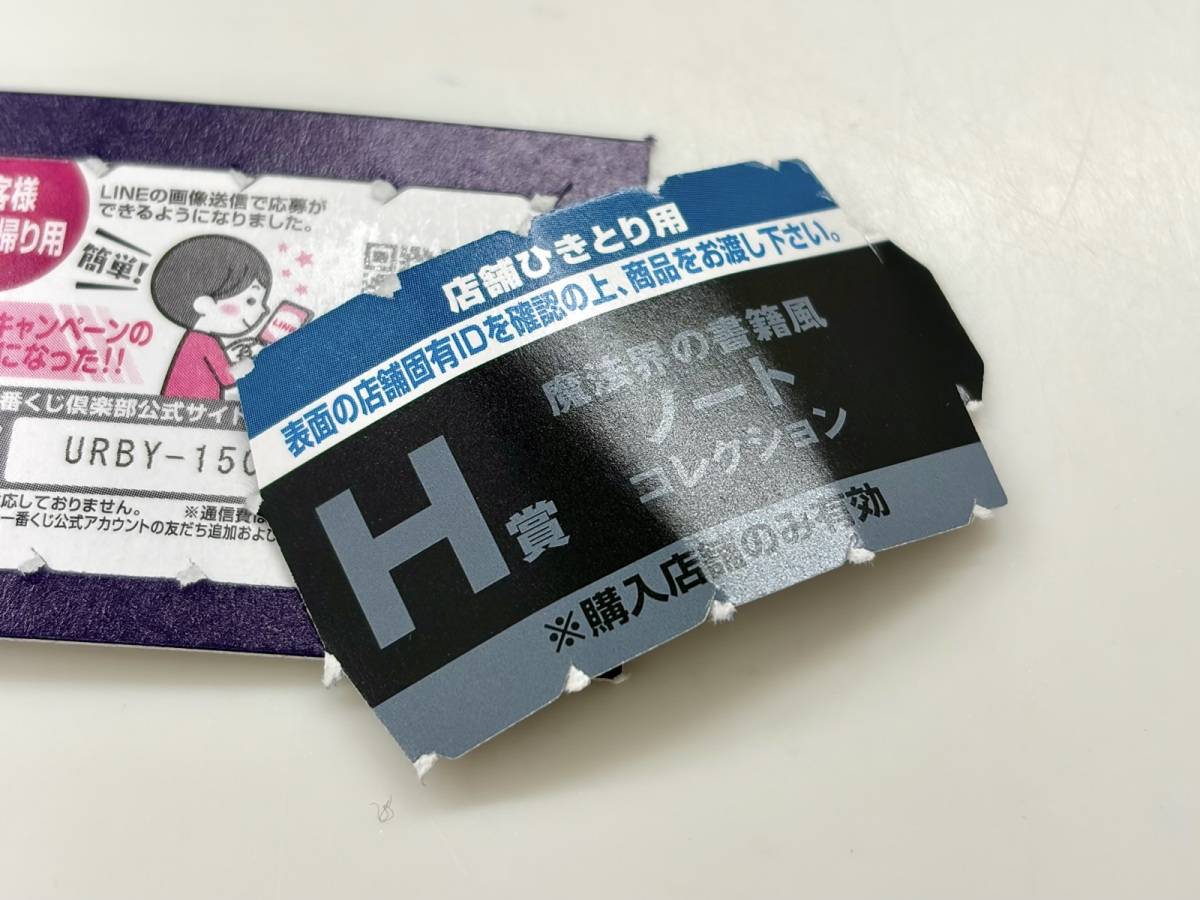 客様
帰り用
LINEの画像送信で応募が
できるようになりました。
簡単!
LINE
キャンペーンの
になった!!
番くじ倶楽部公式サイト
URBY-150
応しておりません。
※通信費は
一番くじ公式アカウントの友だち追加および
店舗ひきとり用
表面の店舗固有IDを確認の上、商品をお渡し下さい。
魔法界の書籍風
ノート
コレクション
H賞
※購入店舗のみ有効